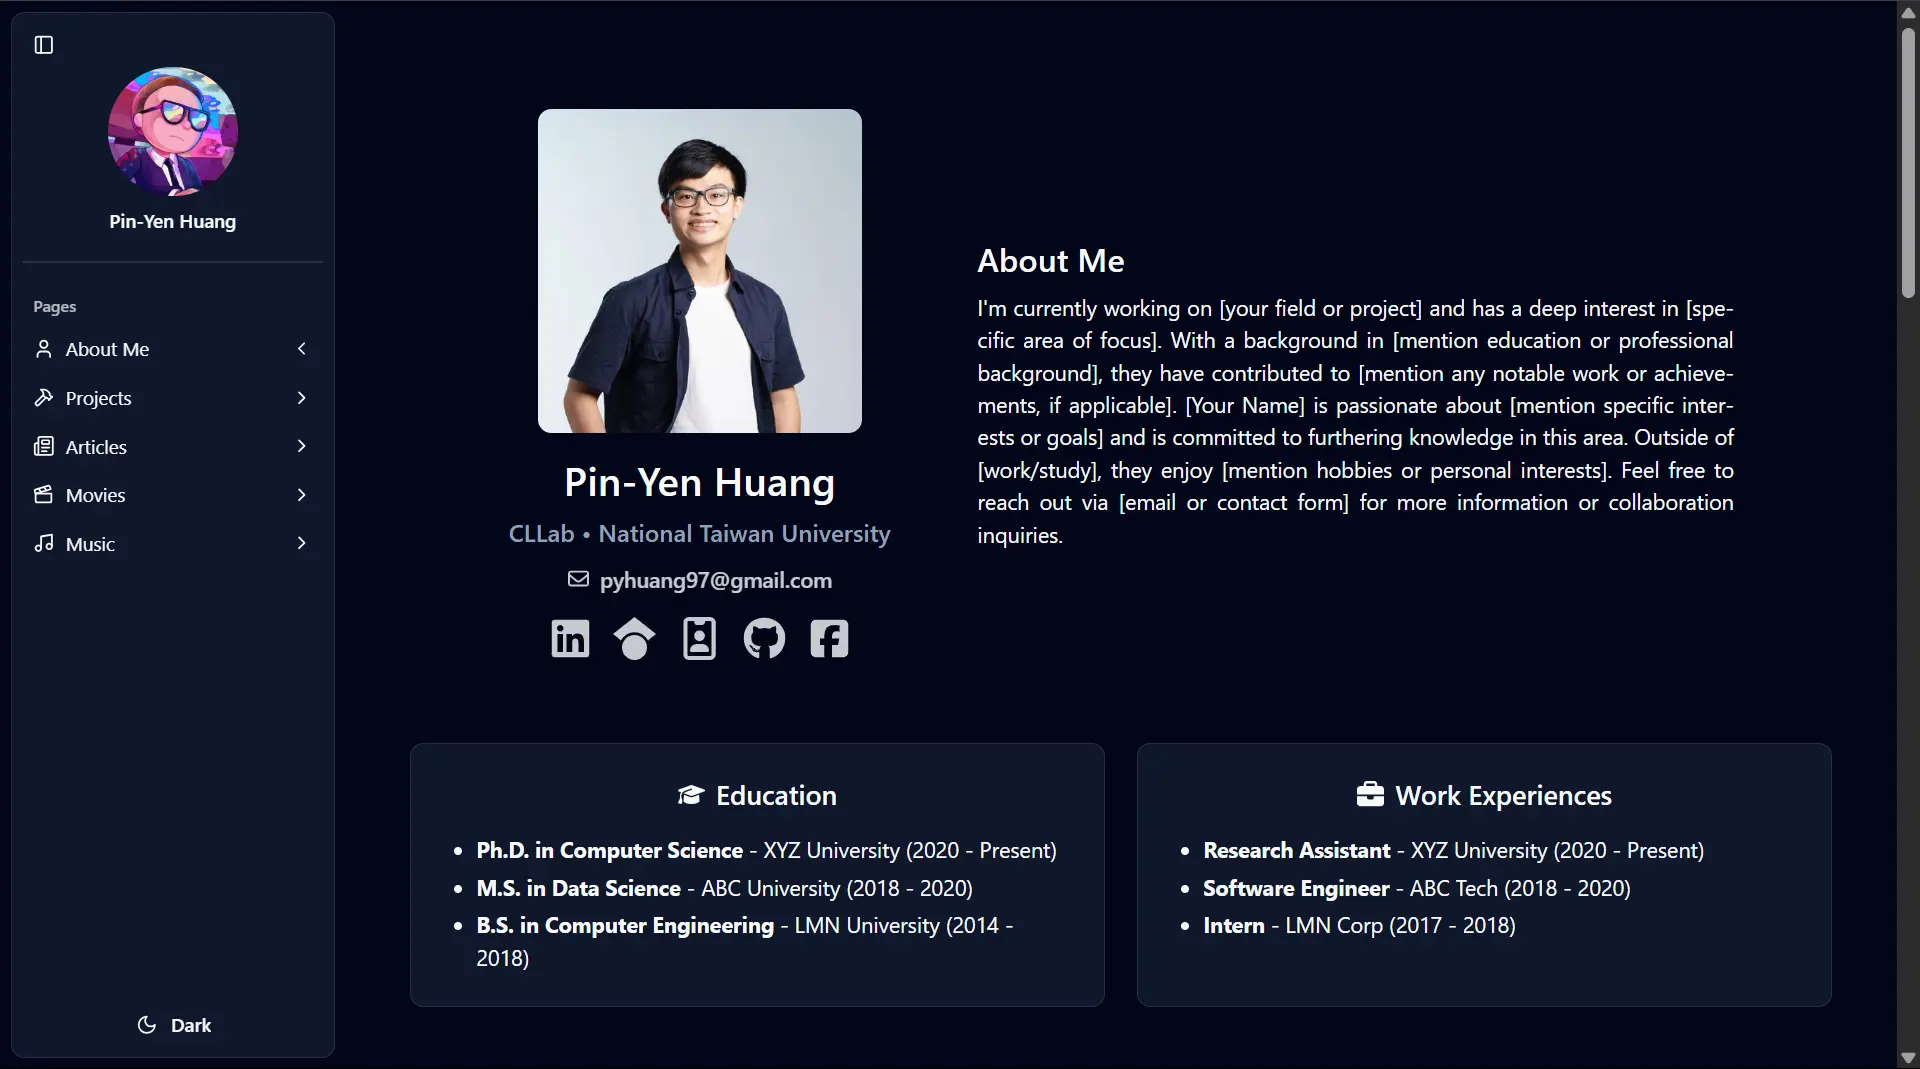 Pin-Yen Huang
Pages
About Me
Projects
Articles
Movies
Music
Dark
Pin-Yen Huang
CLLab • National Taiwan University
pyhuang97@gmail.com
in
About Me
I'm currently working on [your field or project] and has a deep interest in [spe-
cific area of focus]. With a background in [mention education or professional
background], they have contributed to [mention any notable work or achieve-
ments, if applicable]. [Your Name] is passionate about [mention specific inter-
ests or goals] and is committed to furthering knowledge in this area. Outside of
[work/study], they enjoy [mention hobbies or personal interests]. Feel free to
reach out via [email or contact form] for more information or collaboration
inquiries.
Education
• Ph.D. in Computer Science - XYZ University (2020 - Present)
• M.S. in Data Science - ABC University (2018 - 2020)
• B.S. in Computer Engineering - LMN University (2014 -
2018)
Work Experiences
• Research Assistant - XYZ University (2020 - Present)
• Software Engineer - ABC Tech (2018 - 2020)
• Intern - LMN Corp (2017 - 2018)